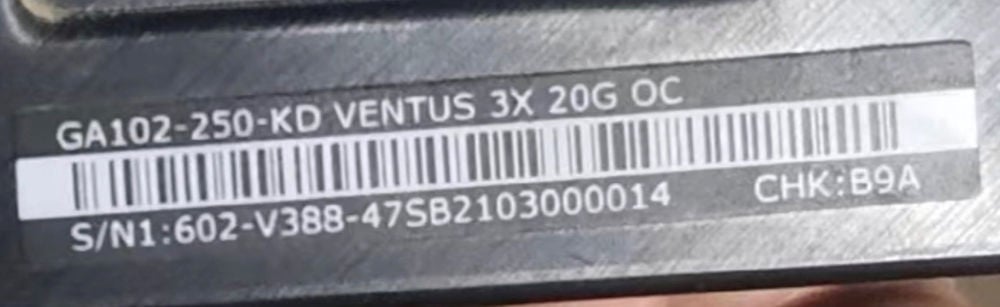 GA102-250-KD VENTUS 3X 20G OC
S/N1:602-V388-47SB2103000014 CHK:B9A